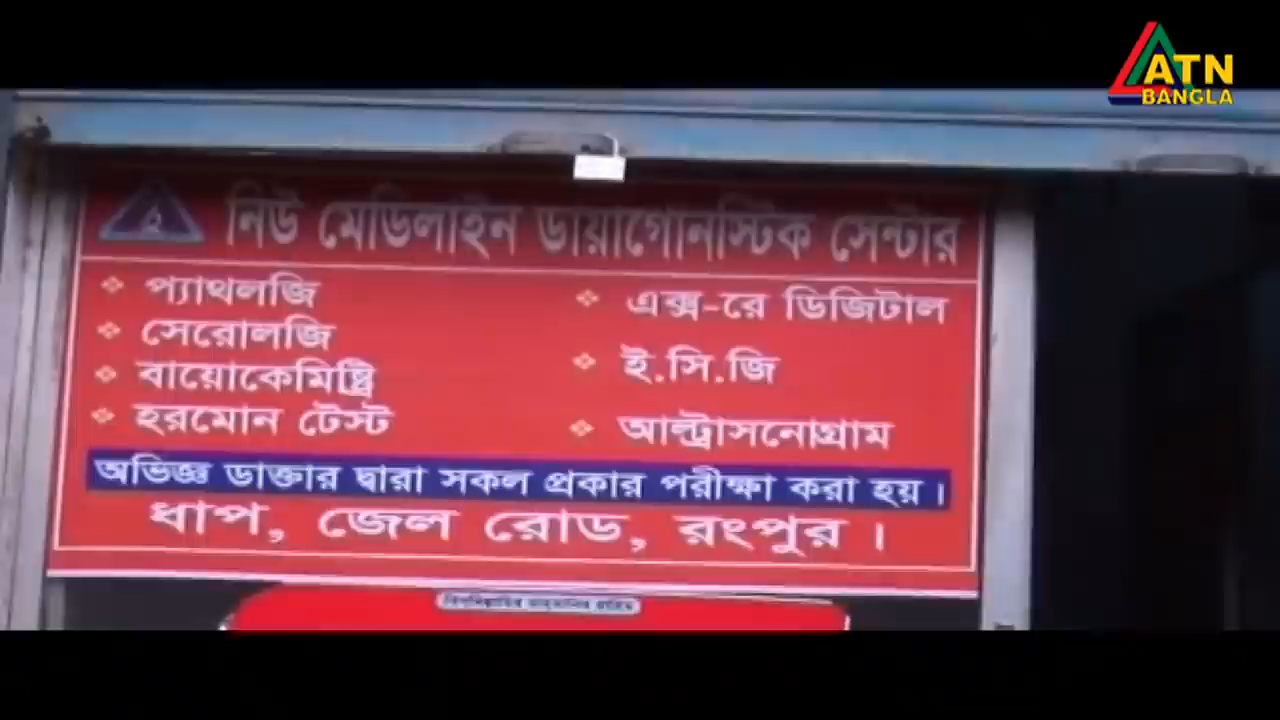 ATN
BANGLA
নিউ মেডিলাইন ডায়াগোনস্টিক সেন্টার
প্যাথলজি
সেরোলজি
বায়োকেমিষ্ট্রি
হরমোন টেস্ট
এক্স-রে ডিজিটাল
ই.সি.জি
আল্ট্রাসনোগ্রাম
অভিজ্ঞ ডাক্তার দ্বারা সকল প্রকার পরীক্ষা করা হয়।
ধাপ, জেল রোড, রংপুর।